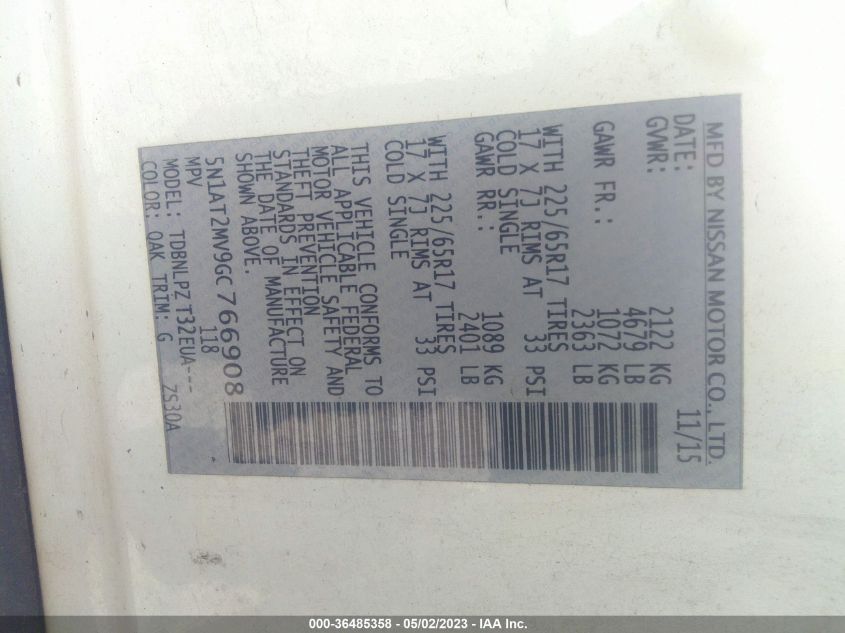 MFD BY NISSAN MOTOR CO., LTD.
DATE: 11/15
GVWR: 2122 KG
4679 LB
GAWR FR.: 1072 KG
2363 LB
WITH 225/65R17 TIRES
17 X 7J RIMS AT 33 PSI
COLD SINGLE
GAWR RR.: 1089 KG
2401 LB
WITH 225/65R17 TIRES
17 X 7J RIMS AT 33 PSI
COLD SINGLE
THIS VEHICLE CONFORMS TO
ALL APPLICABLE FEDERAL
MOTOR VEHICLE SAFETY AND
THEFT PREVENTION
STANDARDS IN EFFECT ON
THE DATE OF MANUFACTURE
SHOWN ABOVE.
5N1AT2MV9GC766908
MPV 118
MODEL: TDBNLPZ T32EUA---
COLOR: QAK TRIM: G ZS30A
000-36485358 - 05/02/2023 - IAA Inc.